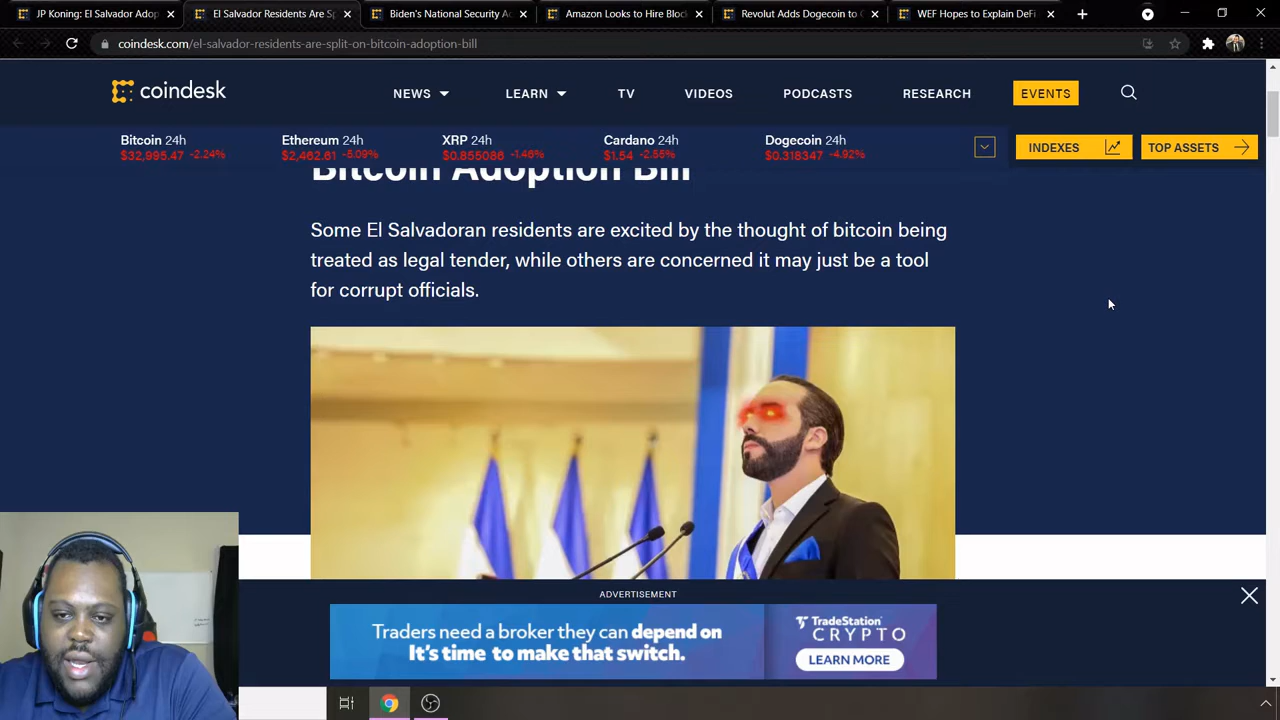 JP Koning: El Salvador Adop
El Salvador Residents Are Sp
Biden's National Security A
Amazon Looks to Hire Bloc
Revolut Adds Dogecoin to
WEF Hopes to Explain DeFi
coindesk.com/el-salvador-residents-are-split-on-bitcoin-adoption-bill
coindesk
NEWS
LEARN
TV
VIDEOS
PODCASTS
RESEARCH
EVENTS
Bitcoin 24h
$32,995.47 -2.24%
Ethereum 24h
$2,462.61 -5.09%
XRP 24h
$0.855086 -1.46%
Cardano 24h
$1.54 -2.55%
Dogecoin 24h
$0.318347 -4.92%
INDEXES
TOP ASSETS
Bitcoin Adoption Bill
Some El Salvadoran residents are excited by the thought of bitcoin being
treated as legal tender, while others are concerned it may just be a tool
for corrupt officials.
ADVERTISEMENT
Traders need a broker they can depend on
It's time to make that switch.
TradeStation
CRYPTO
LEARN MORE